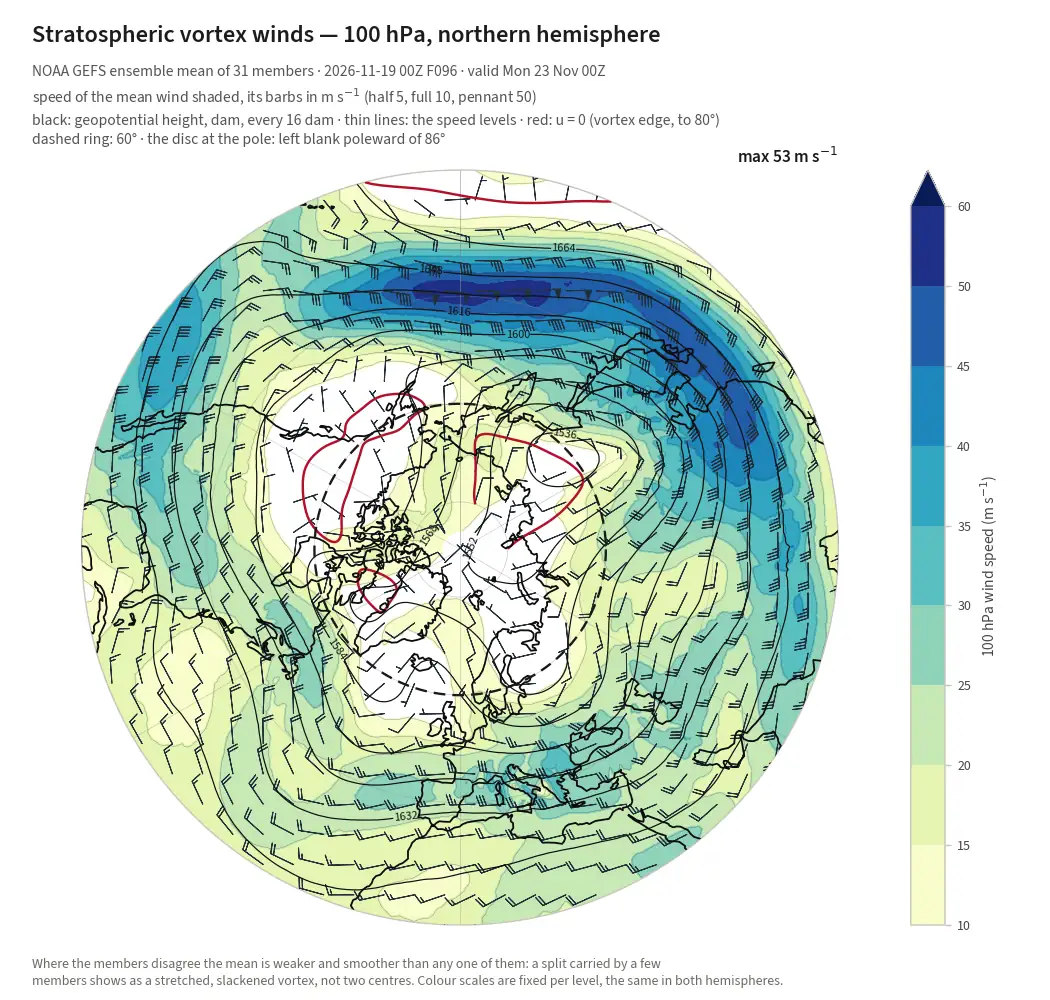 Stratospheric vortex winds — 100 hPa, northern hemisphere
NOAA GEFS ensemble mean of 31 members · 2026-11-19 00Z F096 · valid Mon 23 Nov 00Z
speed of the mean wind shaded, its barbs in m s⁻¹ (half 5, full 10, pennant 50)
black: geopotential height, dam, every 16 dam · thin lines: the speed levels · red: u = 0 (vortex edge, to 80°)
dashed ring: 60° · the disc at the pole: left blank poleward of 86°
max 53 m s⁻¹
1664
1616
1600
1536
1552
1584
1632
60
50
45
40
35
30
25
20
15
10
100 hPa wind speed (m s⁻¹)
Where the members disagree the mean is weaker and smoother than any one of them: a split carried by a few
members shows as a stretched, slackened vortex, not two centres. Colour scales are fixed per level, the same in both hemispheres.